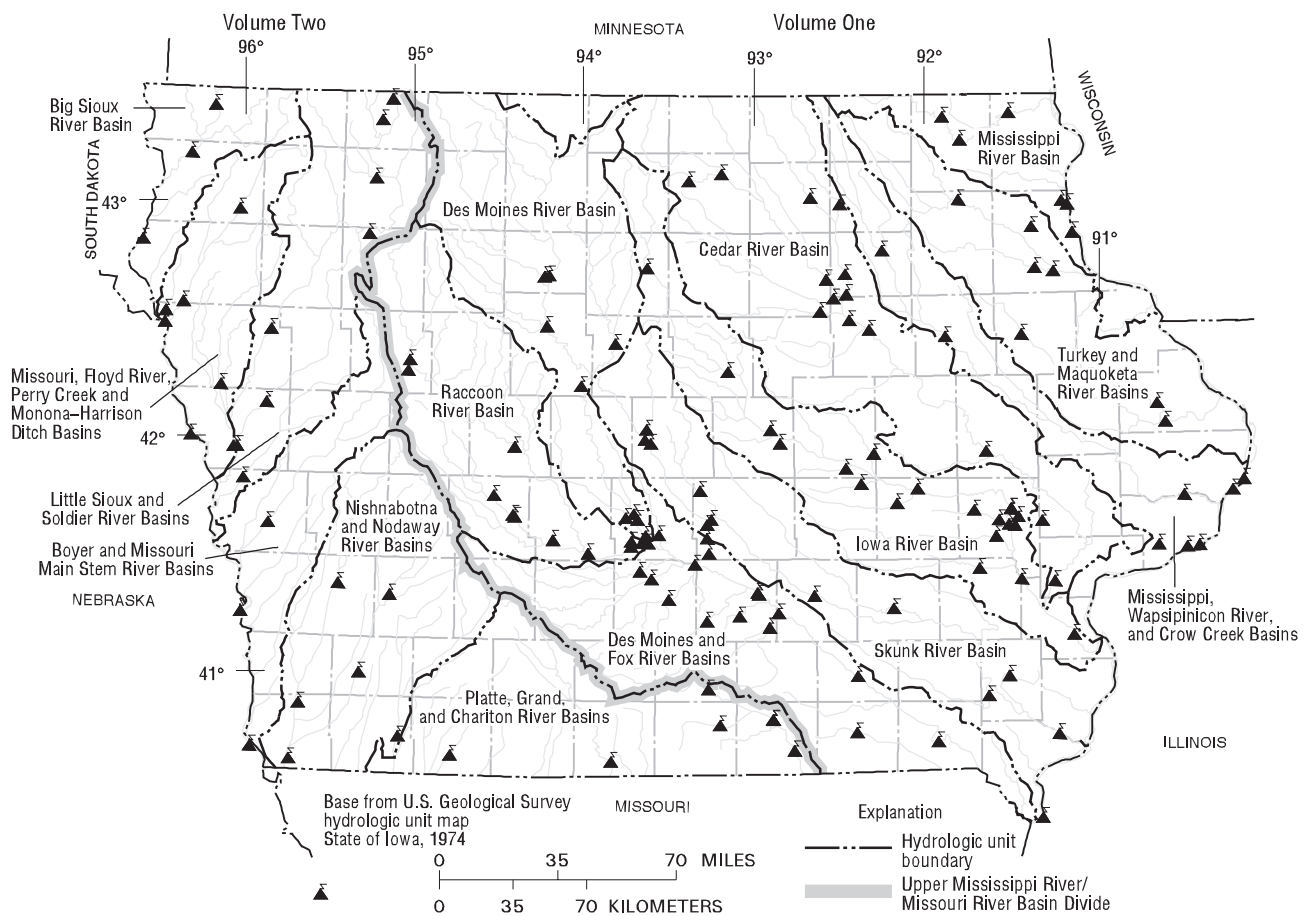 Volume Two
MINNESOTA
Volume One
96°
95°
94°
93°
92°
Big Sioux
River Basin
WISCONSIN
Mississippi
River Basin
SOUTH DAKOTA
43°
Des Moines River Basin
Cedar River Basin
91°
Missouri, Floyd River,
Perry Creek and
Monona–Harrison
Ditch Basins
Turkey and
Maquoketa
River Basins
Raccoon
River Basin
42°
Little Sioux and
Soldier River Basins
Nishnabotna
and Nodaway
River Basins
Iowa River Basin
Boyer and Missouri
Main Stem River Basins
NEBRASKA
Mississippi,
Wapsipinicon River,
and Crow Creek Basins
41°
Des Moines and
Fox River Basins
Skunk River Basin
Platte, Grand,
and Chariton River Basins
ILLINOIS
Base from U.S. Geological Survey
hydrologic unit map
State of Iowa, 1974
MISSOURI
Explanation
Hydrologic unit
boundary
0 35 70 MILES
0 35 70 KILOMETERS
Upper Mississippi River/
Missouri River Basin Divide